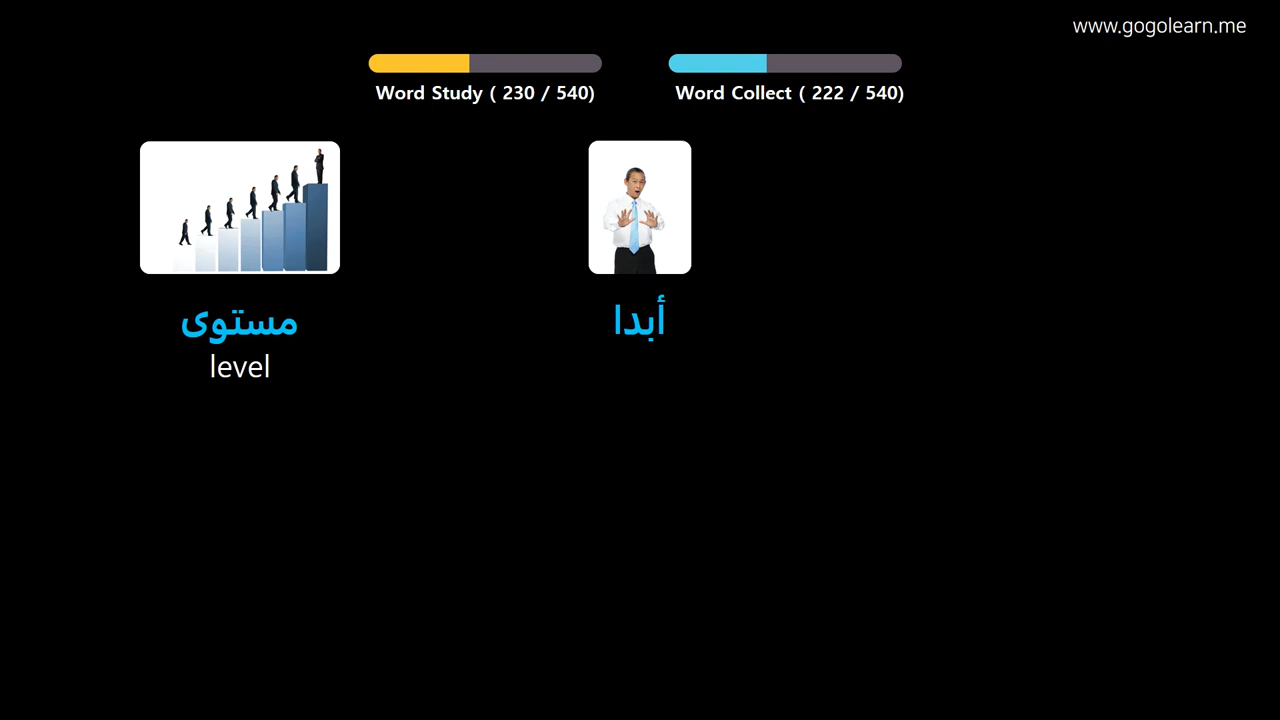 www.gogolearn.me
Word Study ( 230 / 540)
Word Collect ( 222 / 540)
مستوى
level
أبدا